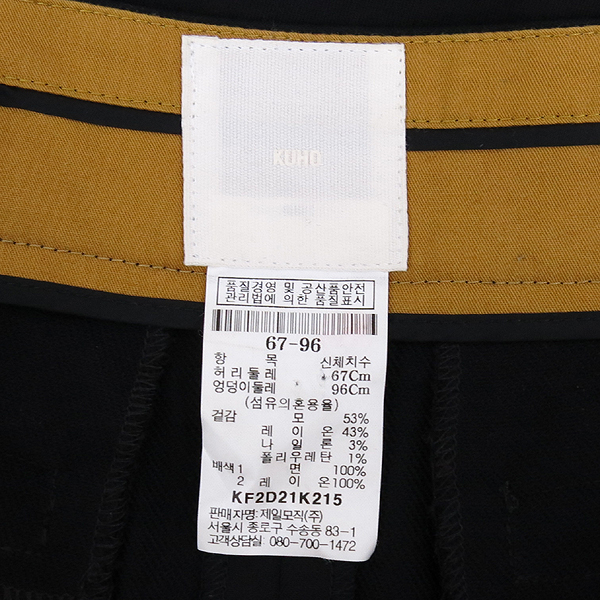 KUHO
품질경영 및 공산품안전
관리법에 의한 품질표시
67-96
항 목 신체치수
허리둘레 67Cm
엉덩이둘레 96Cm
(섬유의혼용율)
겉감 모 53%
레이온 43%
나일론 3%
폴리우레탄 1%
배색1 면 100%
2 레이온100%
KF2D21K215
판매자명: 제일모직(주)
서울시 종로구 수송동 83-1
고객상담실: 080-700-1472